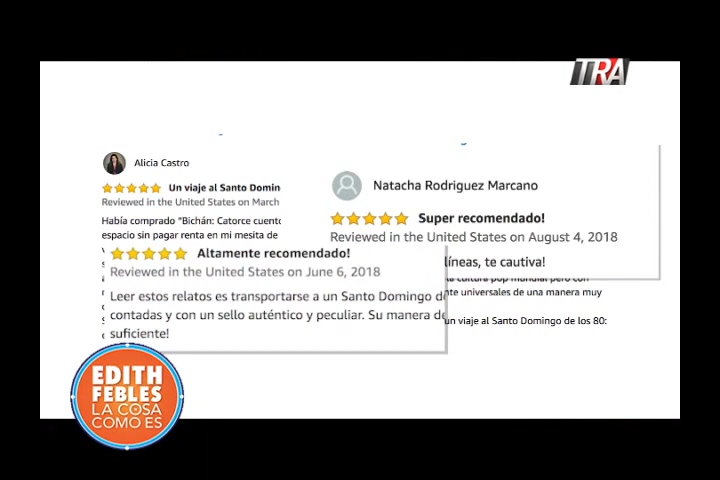 TRA
Alicia Castro
Un viaje al Santo Domin
Reviewed in the United States on March
Había comprado "Bichán: Catorce cuento
espacio sin pagar renta en mi mesita de
Natacha Rodriguez Marcano
Super recomendado!
Reviewed in the United States on August 4, 2018
líneas, te cautiva!
la cultura pop mundial pero con
nte universales de una manera muy
un viaje al Santo Domingo de los 80:
Altamente recomendado!
Reviewed in the United States on June 6, 2018
Leer estos relatos es transportarse a un Santo Domingo de
contadas y con un sello auténtico y peculiar. Su manera de
suficiente!
EDITH
FEBLES
LA COSA
COMO ES